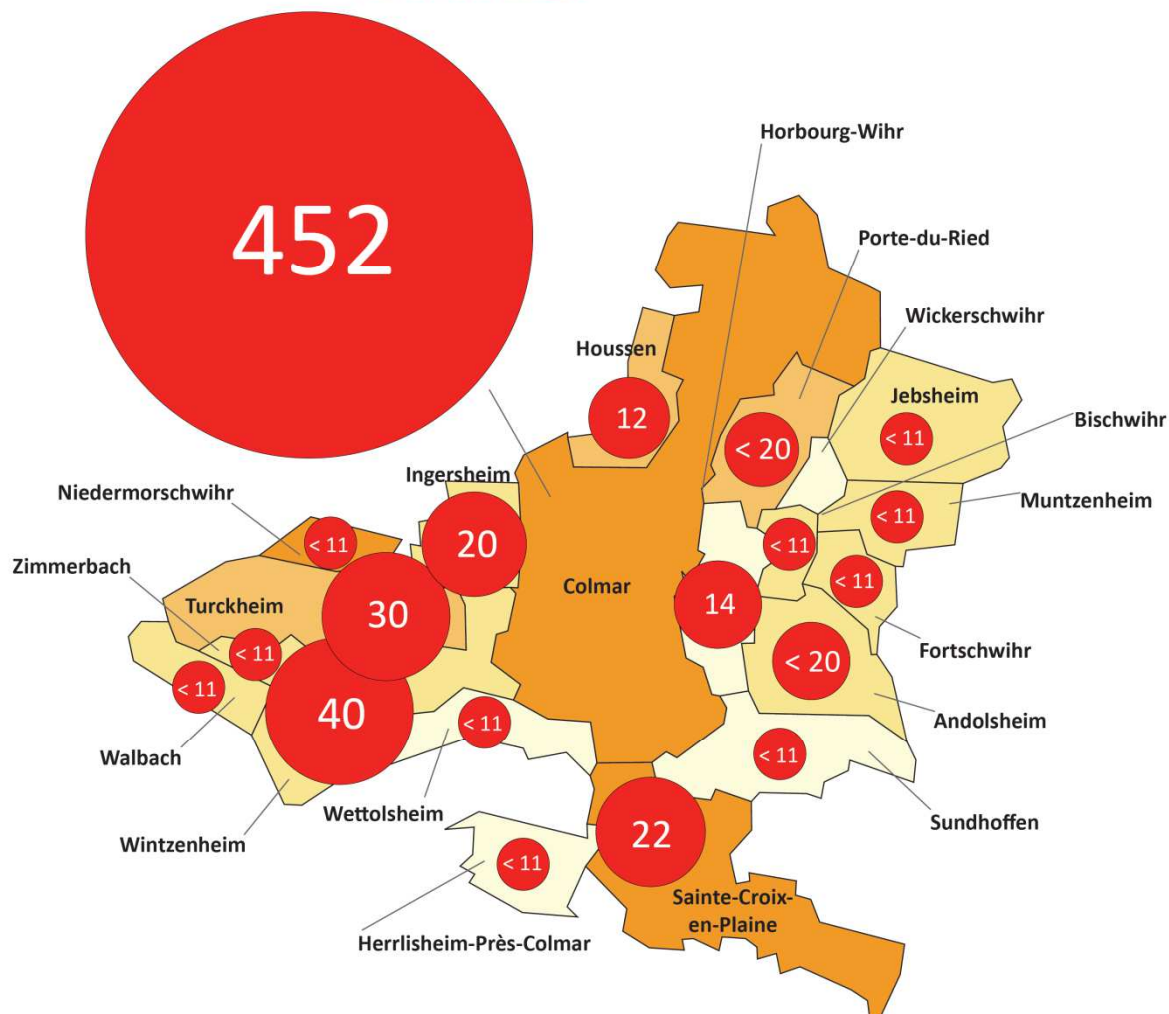 452
Horbourg-Wihr
Porte-du-Ried
Wickerschwihr
Houssen
12
< 20
Jebsheim
< 11
Bischwihr
Muntzenheim
< 11
Ingersheim
20
Niedermorschwihr
< 11
< 11
Zimmerbach
Turckheim
30
Colmar
14
< 11
Fortschwihr
< 11
< 11
< 20
Andolsheim
40
Walbach
< 11
< 11
Wettolsheim
Wintzenheim
Sundhoffen
22
< 11
Sainte-Croix-
en-Plaine
Herrlisheim-Près-Colmar